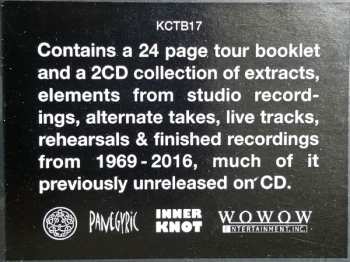 KCTB17
Contains a 24 page tour booklet
and a 2CD collection of extracts,
elements from studio record-
ings, alternate takes, live tracks,
rehearsals & finished recordings
from 1969 - 2016, much of it
previously unreleased on CD.
PANEGYRIC
INNER
KNOT
WOWOW
ENTERTAINMENT, INC.